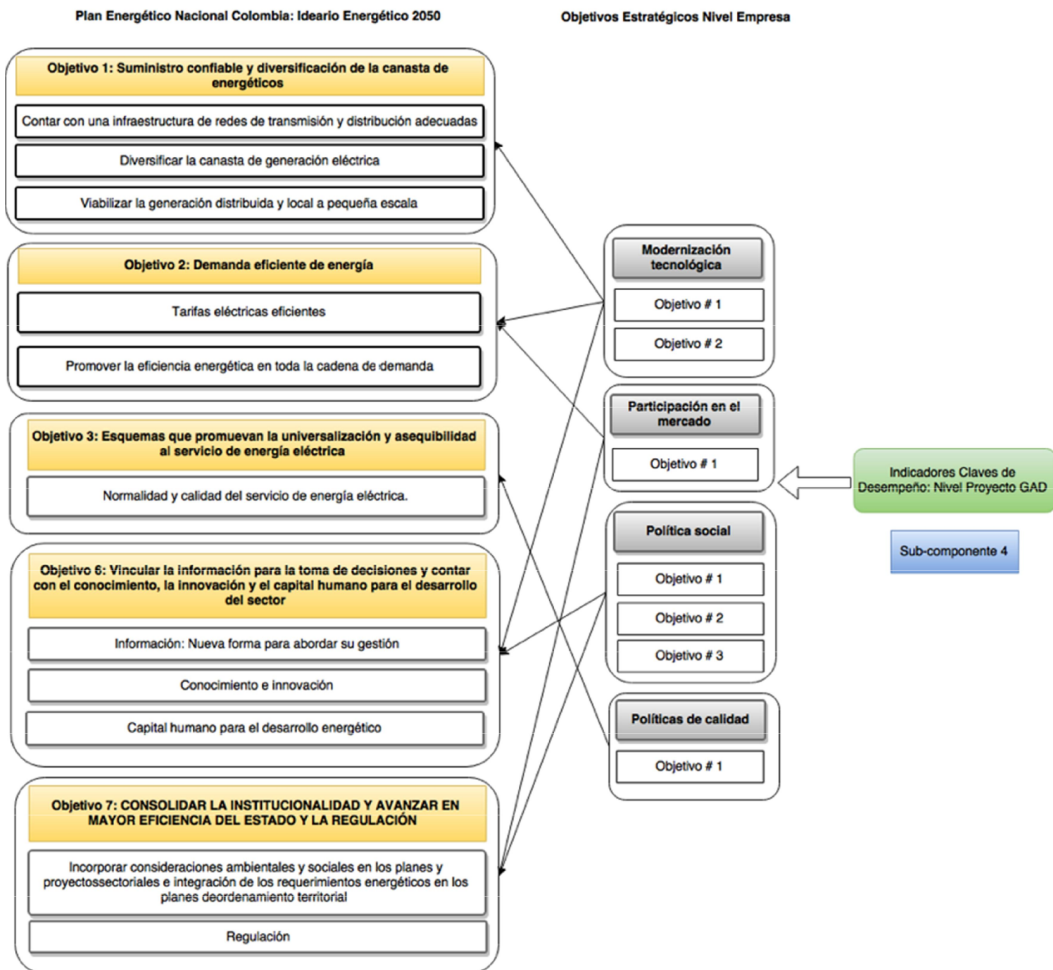 Plan Energético Nacional Colombia: Ideario Energético 2050
Objetivo 1: Suministro confiable y diversificación de la canasta de
energéticos
Contar con una infraestructura de redes de transmisión y distribución adecuadas
Diversificar la canasta de generación eléctrica
Viabilizar la generación distribuida y local a pequeña escala
Objetivo 2: Demanda eficiente de energía
Tarifas eléctricas eficientes
Promover la eficiencia energética en toda la cadena de demanda
Objetivo 3: Esquemas que promuevan la universalización y asequibilidad
al servicio de energía eléctrica
Normalidad y calidad del servicio de energía eléctrica.
Objetivo 6: Vincular la información para la toma de decisiones y contar
con el conocimiento, la innovación y el capital humano para el desarrollo
del sector
Información: Nueva forma para abordar su gestión
Conocimiento e innovación
Capital humano para el desarrollo energético
Objetivo 7: CONSOLIDAR LA INSTITUCIONALIDAD Y AVANZAR EN
MAYOR EFICIENCIA DEL ESTADO Y LA REGULACIÓN
Incorporar consideraciones ambientales y sociales en los planes y
proyectossectoriales e integración de los requerimientos energéticos en los
planes deordenamiento territorial
Regulación
Objetivos Estratégicos Nivel Empresa
Modernización
tecnológica
Objetivo # 1
Objetivo # 2
Participación en el
mercado
Objetivo # 1
Política social
Objetivo # 1
Objetivo # 2
Objetivo # 3
Políticas de calidad
Objetivo # 1
Indicadores Claves de
Desempeño: Nivel Proyecto GAD
Sub-componente 4